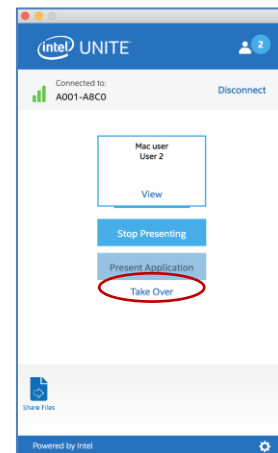 intel UNITE
2
Connected to:
A001-A8C0
Disconnect
Mac user
User 2
View
Stop Presenting
Present Application
Take Over
Share Files
Powered by Intel